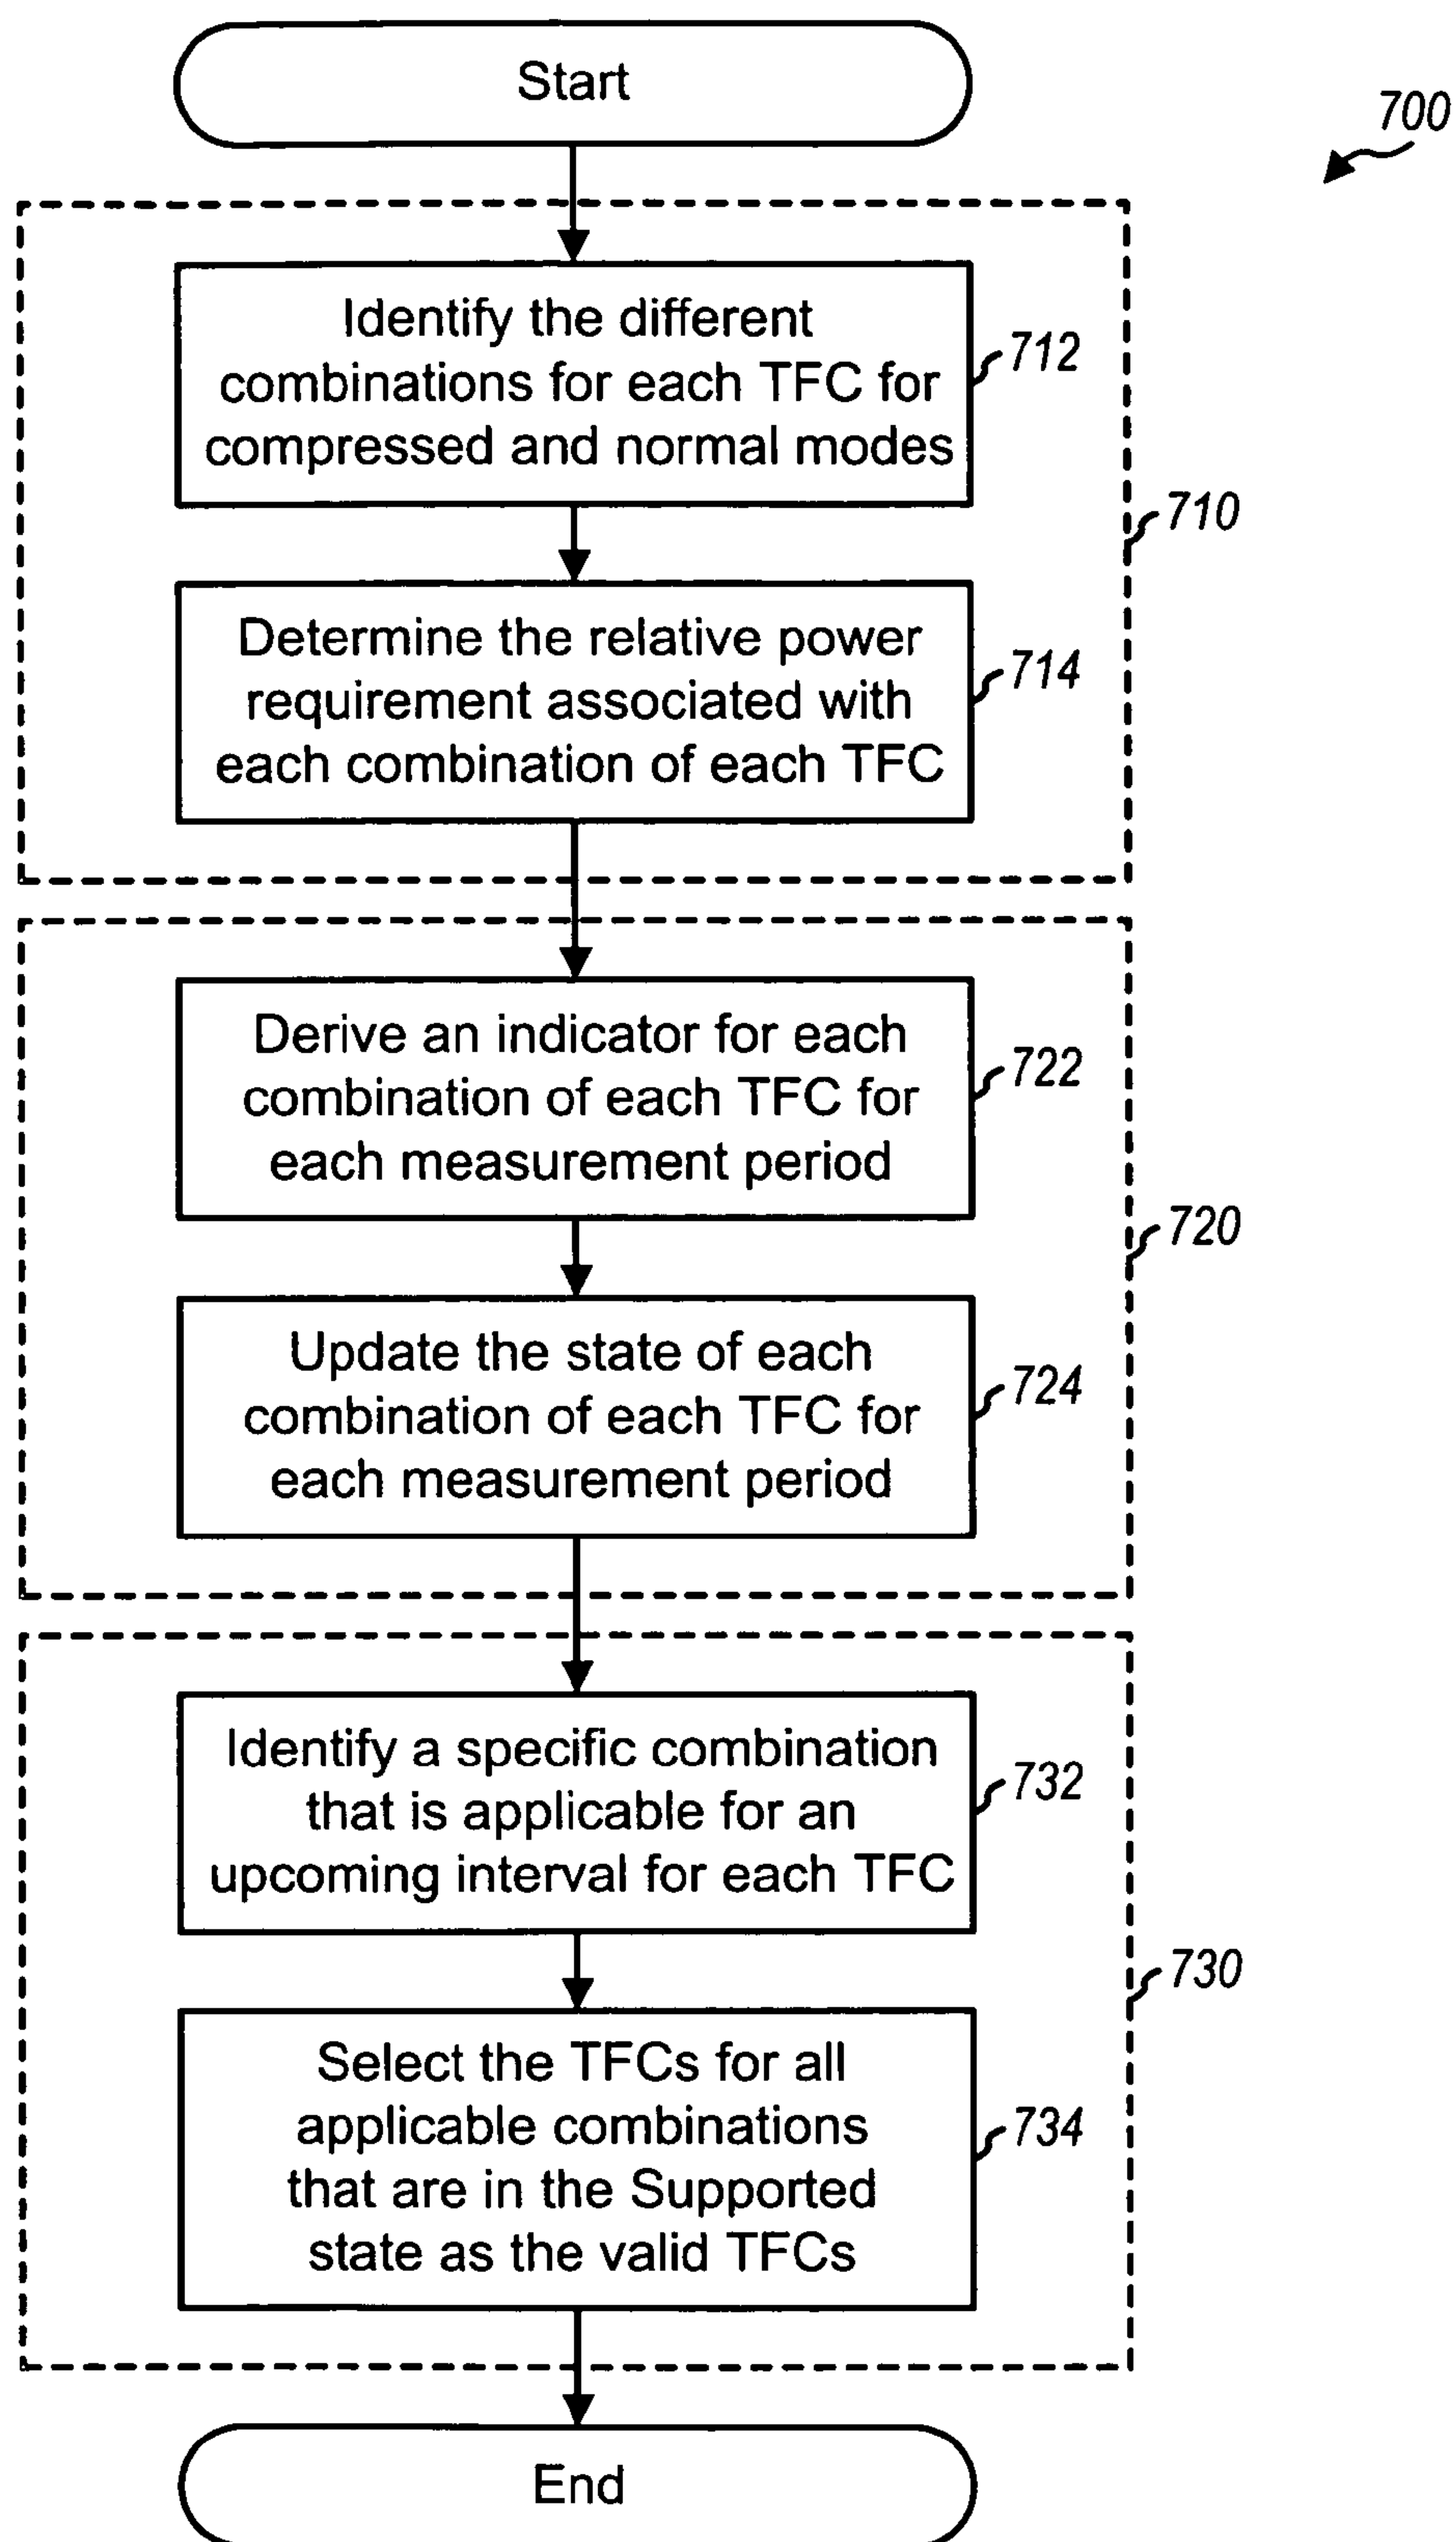 Start
700
Identify the different
combinations for each TFC for
compressed and normal modes
712
710
Determine the relative power
requirement associated with
each combination of each TFC
714
Derive an indicator for each
combination of each TFC for
each measurement period
722
720
Update the state of each
combination of each TFC for
each measurement period
724
Identify a specific combination
that is applicable for an
upcoming interval for each TFC
732
730
Select the TFCs for all
applicable combinations
that are in the Supported
state as the valid TFCs
734
End